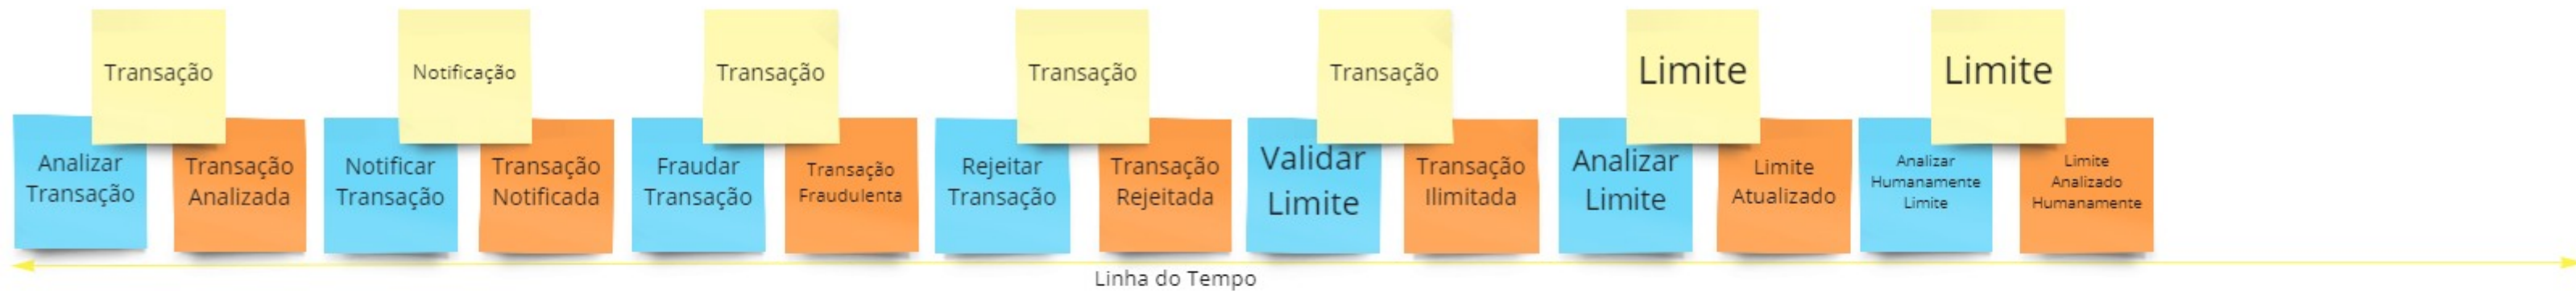 Transação
Analizar
Transação
Transação
Analizada
Notificação
Notificar
Transação
Transação
Notificada
Transação
Fraudar
Transação
Transação
Fraudulenta
Transação
Rejeitar
Transação
Transação
Rejeitada
Transação
Validar
Limite
Transação
Ilimitada
Limite
Analizar
Limite
Limite
Atualizado
Limite
Analizar
Humanamente
Limite
Limite
Analizado
Humanamente
Linha do Tempo